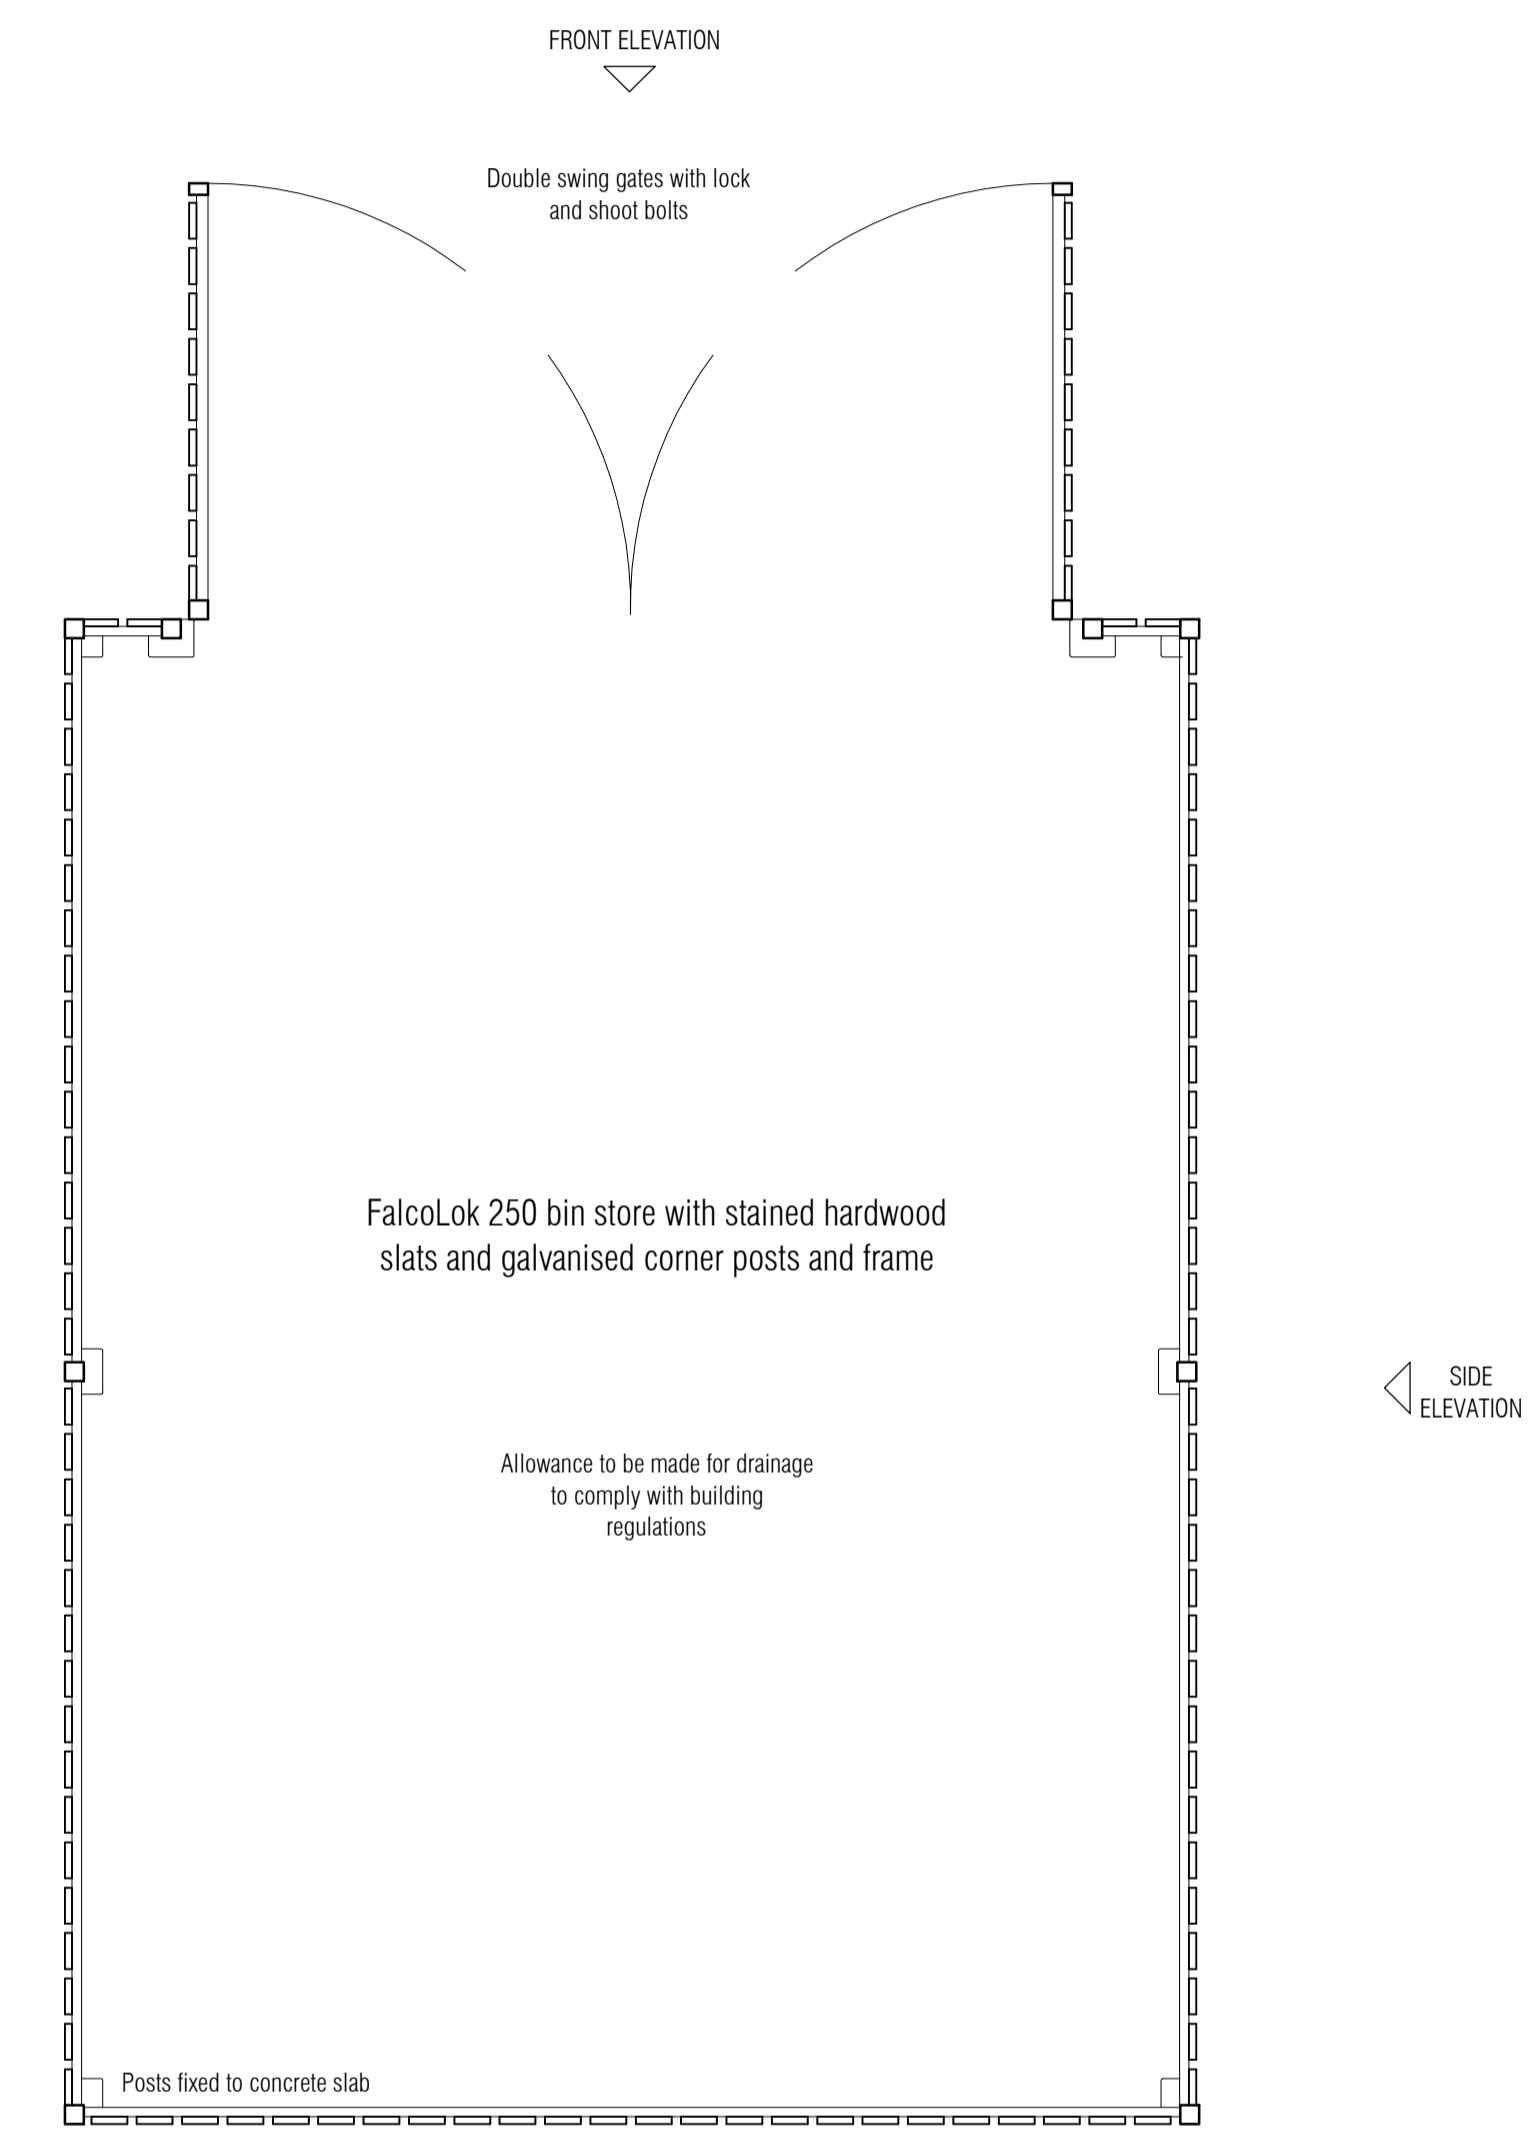 FRONT ELEVATION
Double swing gates with lock
and shoot bolts
FalcoLok 250 bin store with stained hardwood
slats and galvanised corner posts and frame
SIDE
ELEVATION
Allowance to be made for drainage
to comply with building
regulations
Posts fixed to concrete slab